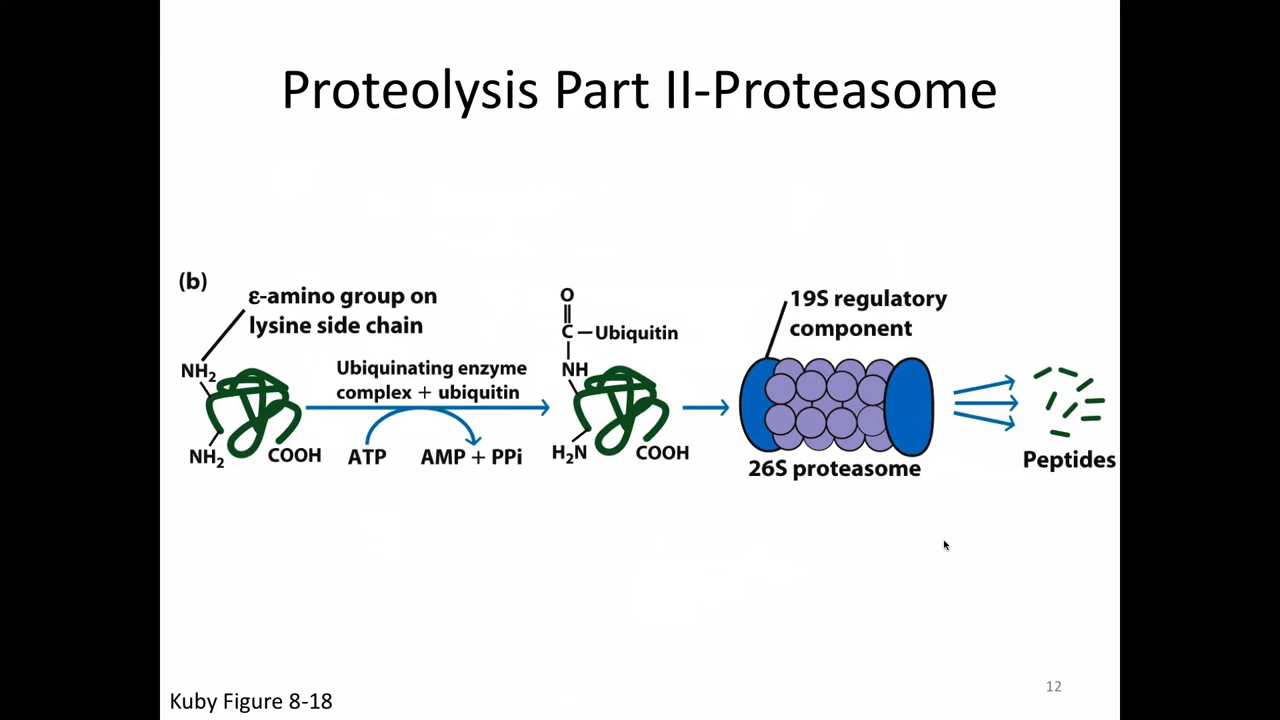 Proteolysis Part II-Proteasome
(b)
ε-amino group on
lysine side chain
NH₂
NH₂
COOH
Ubiquinating enzyme
complex + ubiquitin
ATP
AMP + PPi
O
C
Ubiquitin
NH
H₂N
COOH
19S regulatory
component
26S proteasome
Peptides
Kuby Figure 8-18
12